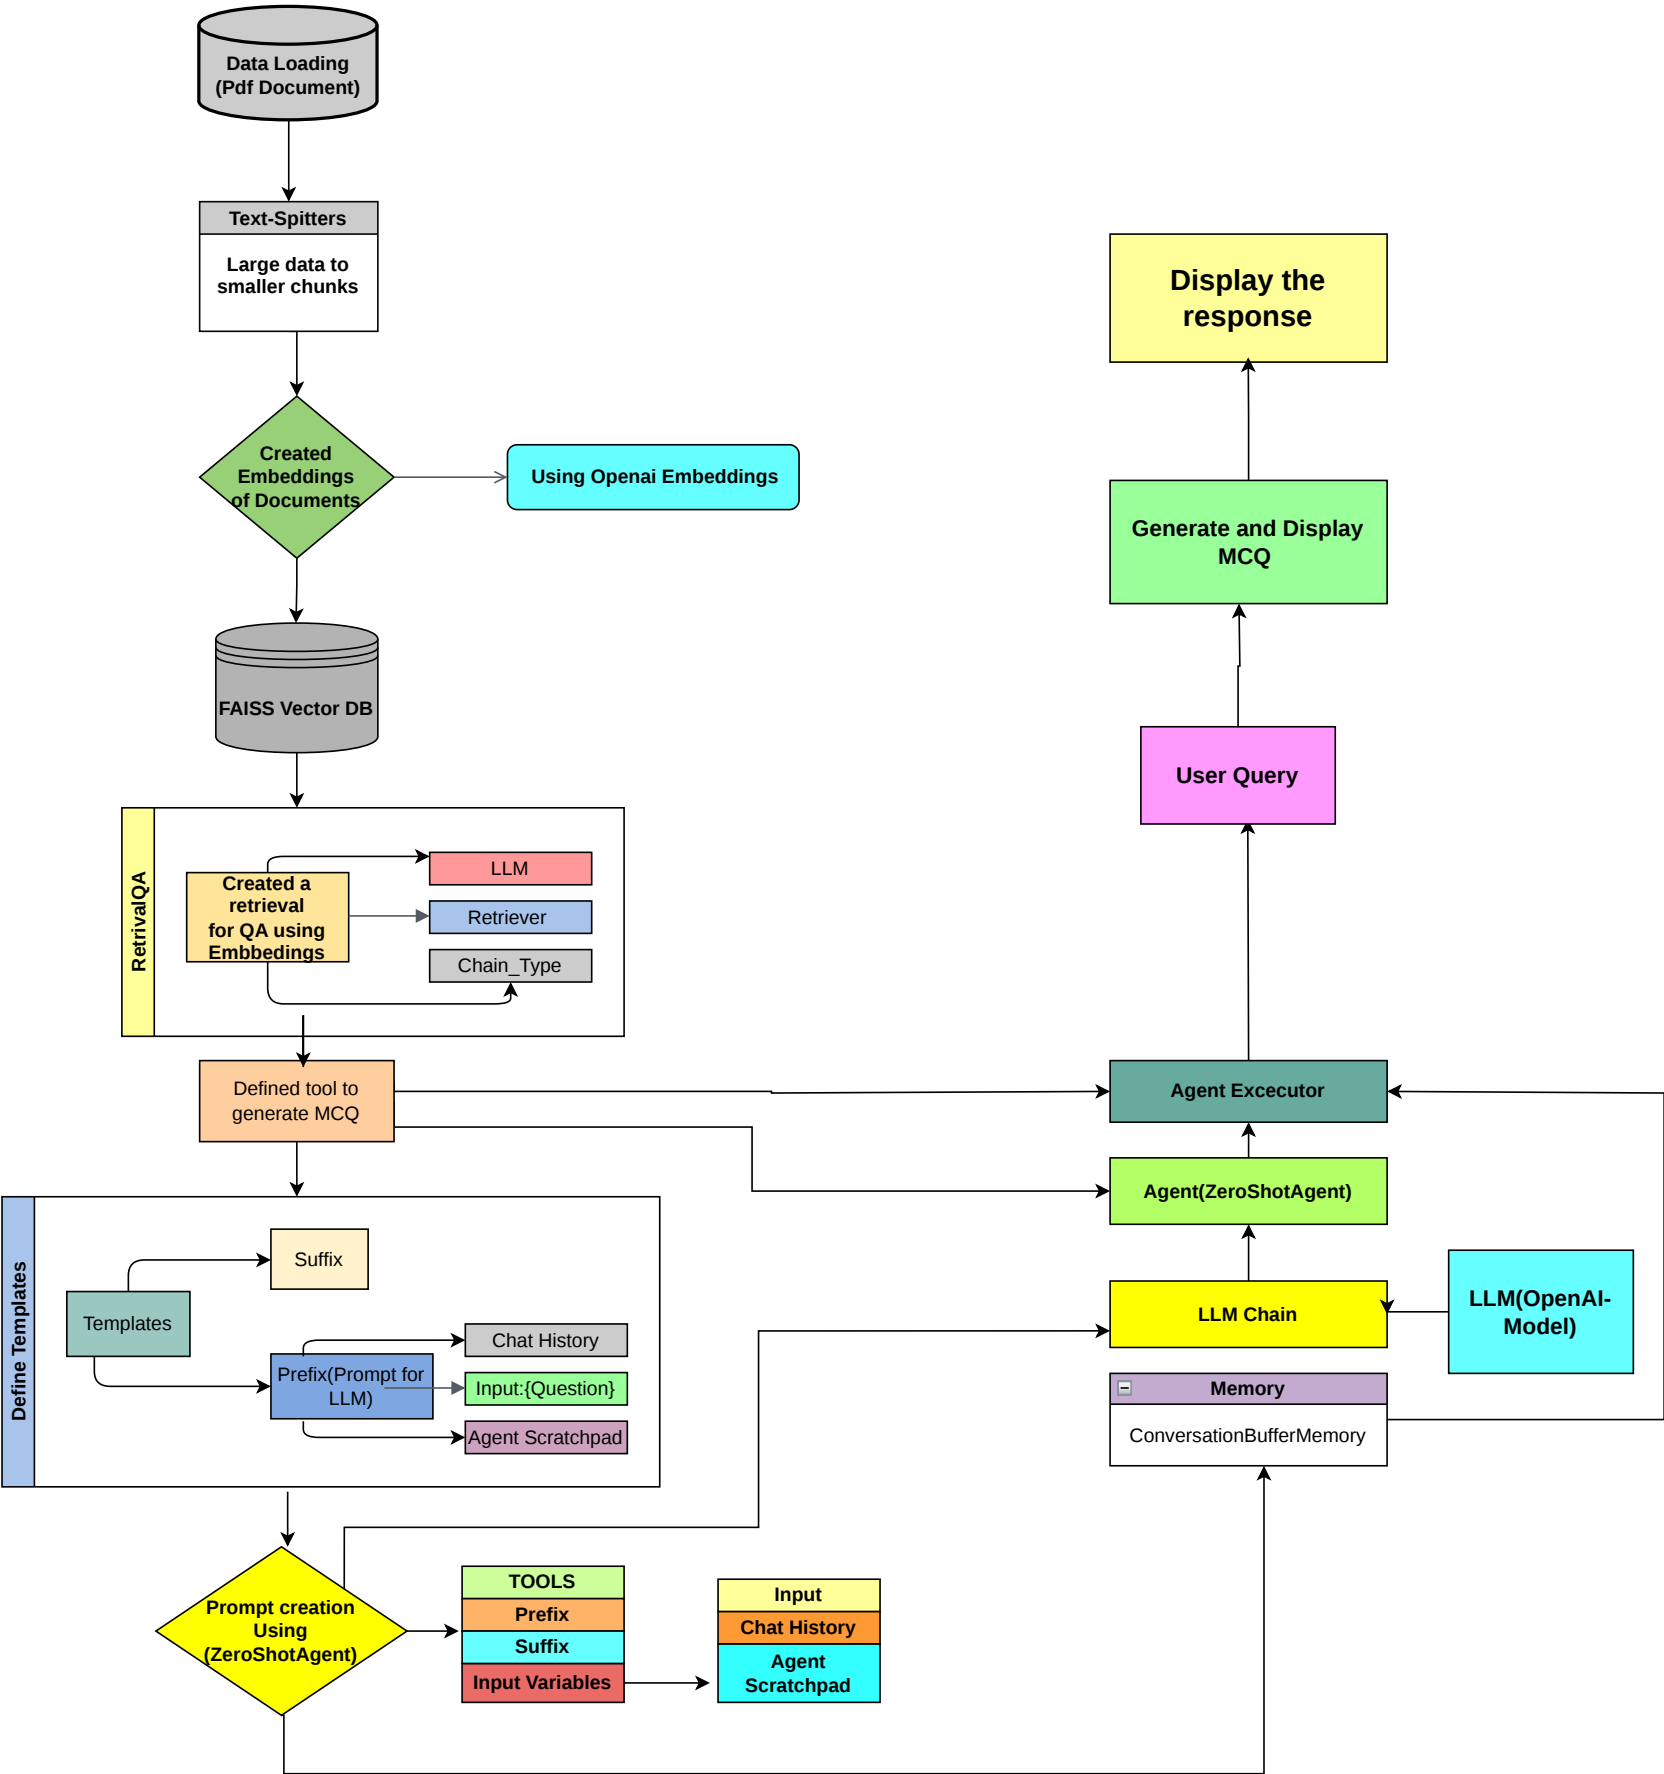 Data Loading
(Pdf Document)
Text-Spitters
Large data to
smaller chunks
Created
Embeddings
of Documents
Using Openai Embeddings
FAISS Vector DB
RetrivalQA
Created a
retrieval
for QA using
Embbedings
LLM
Retriever
Chain_Type
Defined tool to
generate MCQ
Define Templates
Templates
Suffix
Prefix(Prompt for
LLM)
Chat History
Input:{Question}
Agent Scratchpad
Prompt creation
Using
(ZeroShotAgent)
TOOLS
Prefix
Suffix
Input Variables
Input
Chat History
Agent
Scratchpad
Display the
response
Generate and Display
MCQ
User Query
Agent Excecutor
Agent(ZeroShotAgent)
LLM Chain
LLM(OpenAI-
Model)
Memory
ConversationBufferMemory